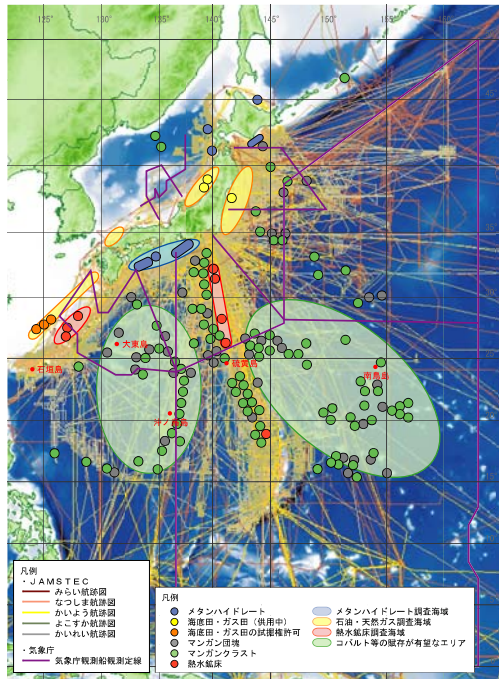 125°
130°
135°
140°
145°
150°
155°
大東島
石垣島
硫黄島
南鳥島
沖ノ鳥島
凡例
・ＪＡＭＳＴＥＣ
みらい航跡図
なつしま航跡図
かいよう航跡図
よこすか航跡図
かいれい航跡図
・気象庁
気象庁観測船観測定線
凡例
メタンハイドレート
海底田・ガス田（供用中）
海底田・ガス田の試掘権許可
マンガン団塊
マンガンクラスト
熱水鉱床
メタンハイドレート調査海域
石油・天然ガス調査海域
熱水鉱床調査海域
コバルト等の賦存が有望なエリア